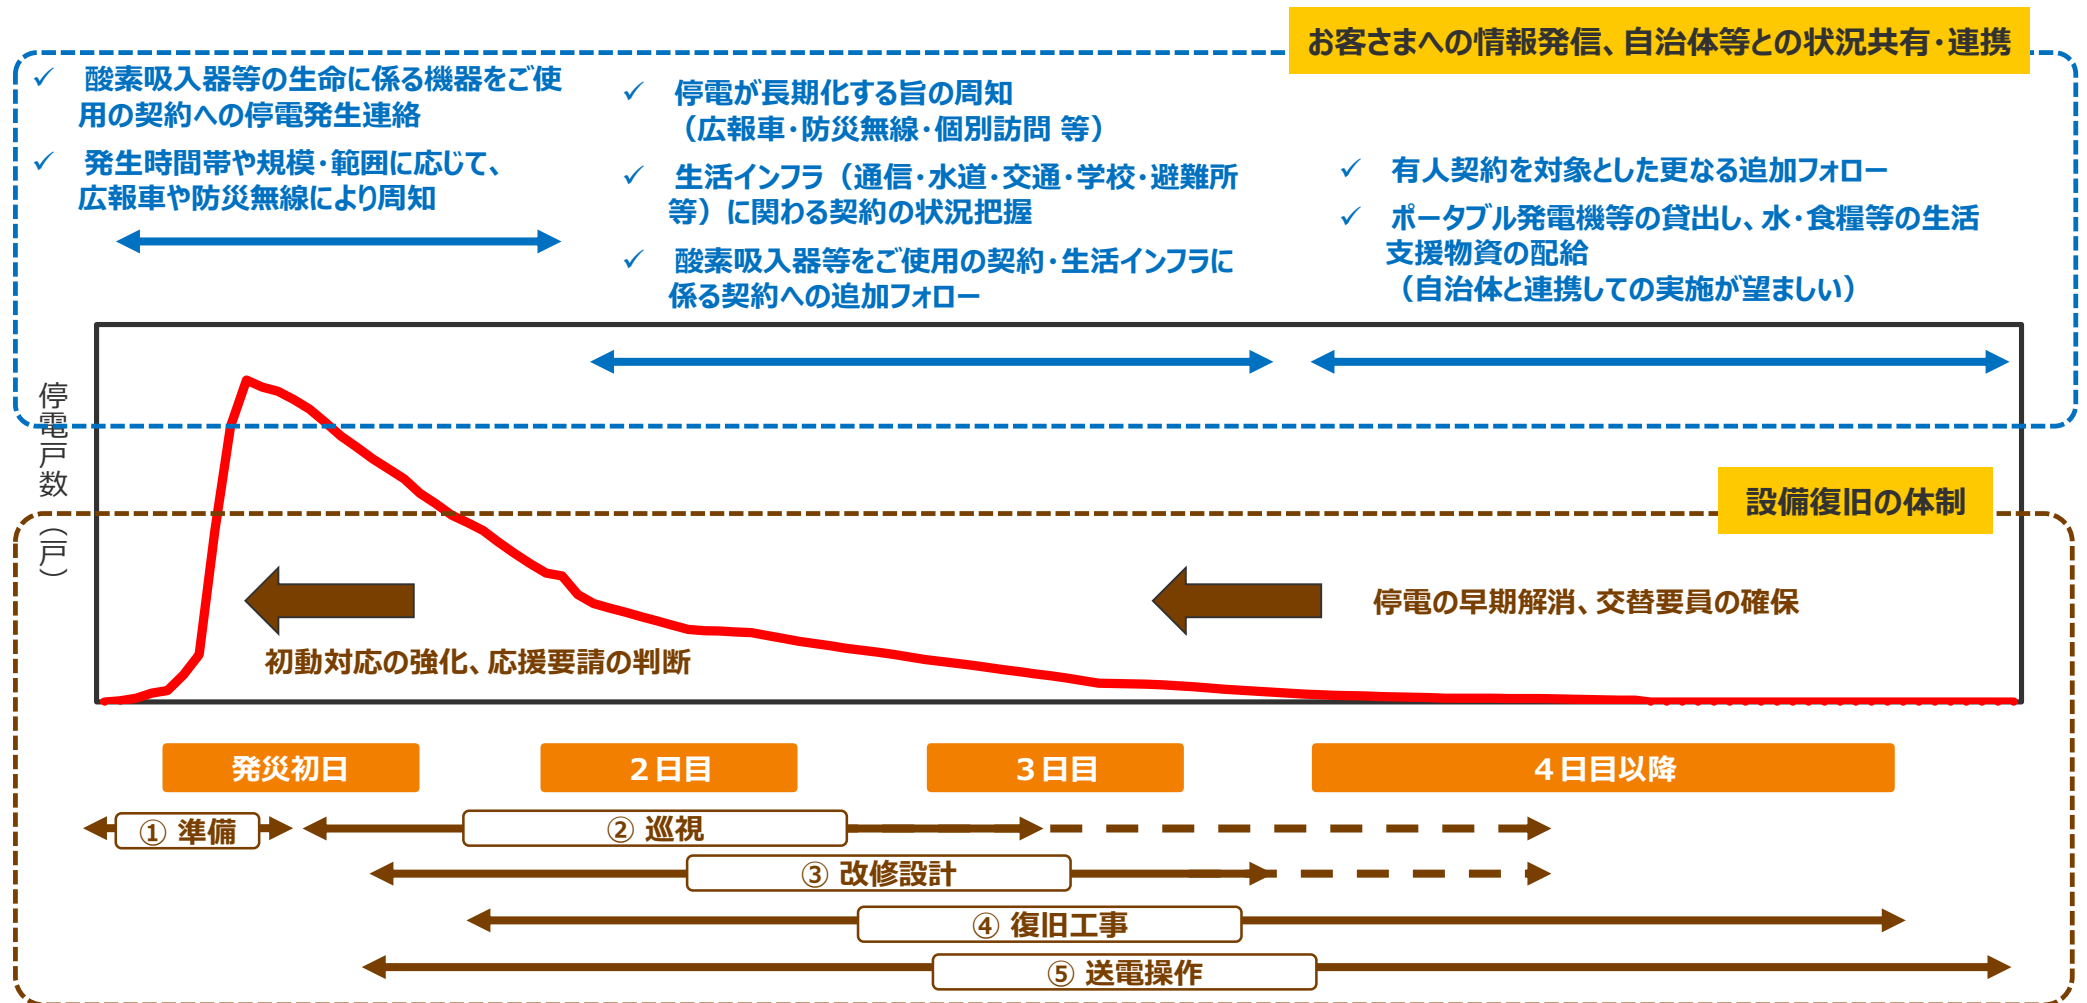 お客さまへの情報発信、自治体等との状況共有・連携
✓ 酸素吸入器等の生命に係る機器をご使
用の契約への停電発生連絡
✓ 発生時間帯や規模・範囲に応じて、
広報車や防災無線により周知
✓ 停電が長期化する旨の周知
（広報車・防災無線・個別訪問 等）
✓ 生活インフラ（通信・水道・交通・学校・避難所
等）に関わる契約の状況把握
✓ 酸素吸入器等をご使用の契約・生活インフラに
係る契約への追加フォロー
✓ 有人契約を対象とした更なる追加フォロー
✓ ポータブル発電機等の貸出し、水・食糧等の生活
支援物資の配給
（自治体と連携しての実施が望ましい）
停電戸数（戸）
設備復旧の体制
停電の早期解消、交替要員の確保
初動対応の強化、応援要請の判断
発災初日
２日目
３日目
４日目以降
① 準備
② 巡視
③ 改修設計
④ 復旧工事
⑤ 送電操作